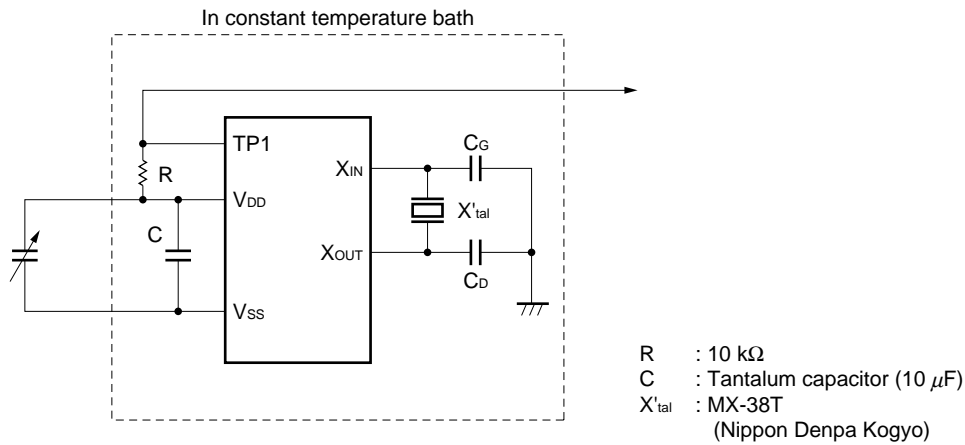 In constant temperature bath
TP1
CG
R
XIN
VDD
X'tal
C
XOUT
CD
VSS
R : 10 kΩ
C : Tantalum capacitor (10 μF)
X'tal : MX-38T
(Nippon Denpa Kogyo)